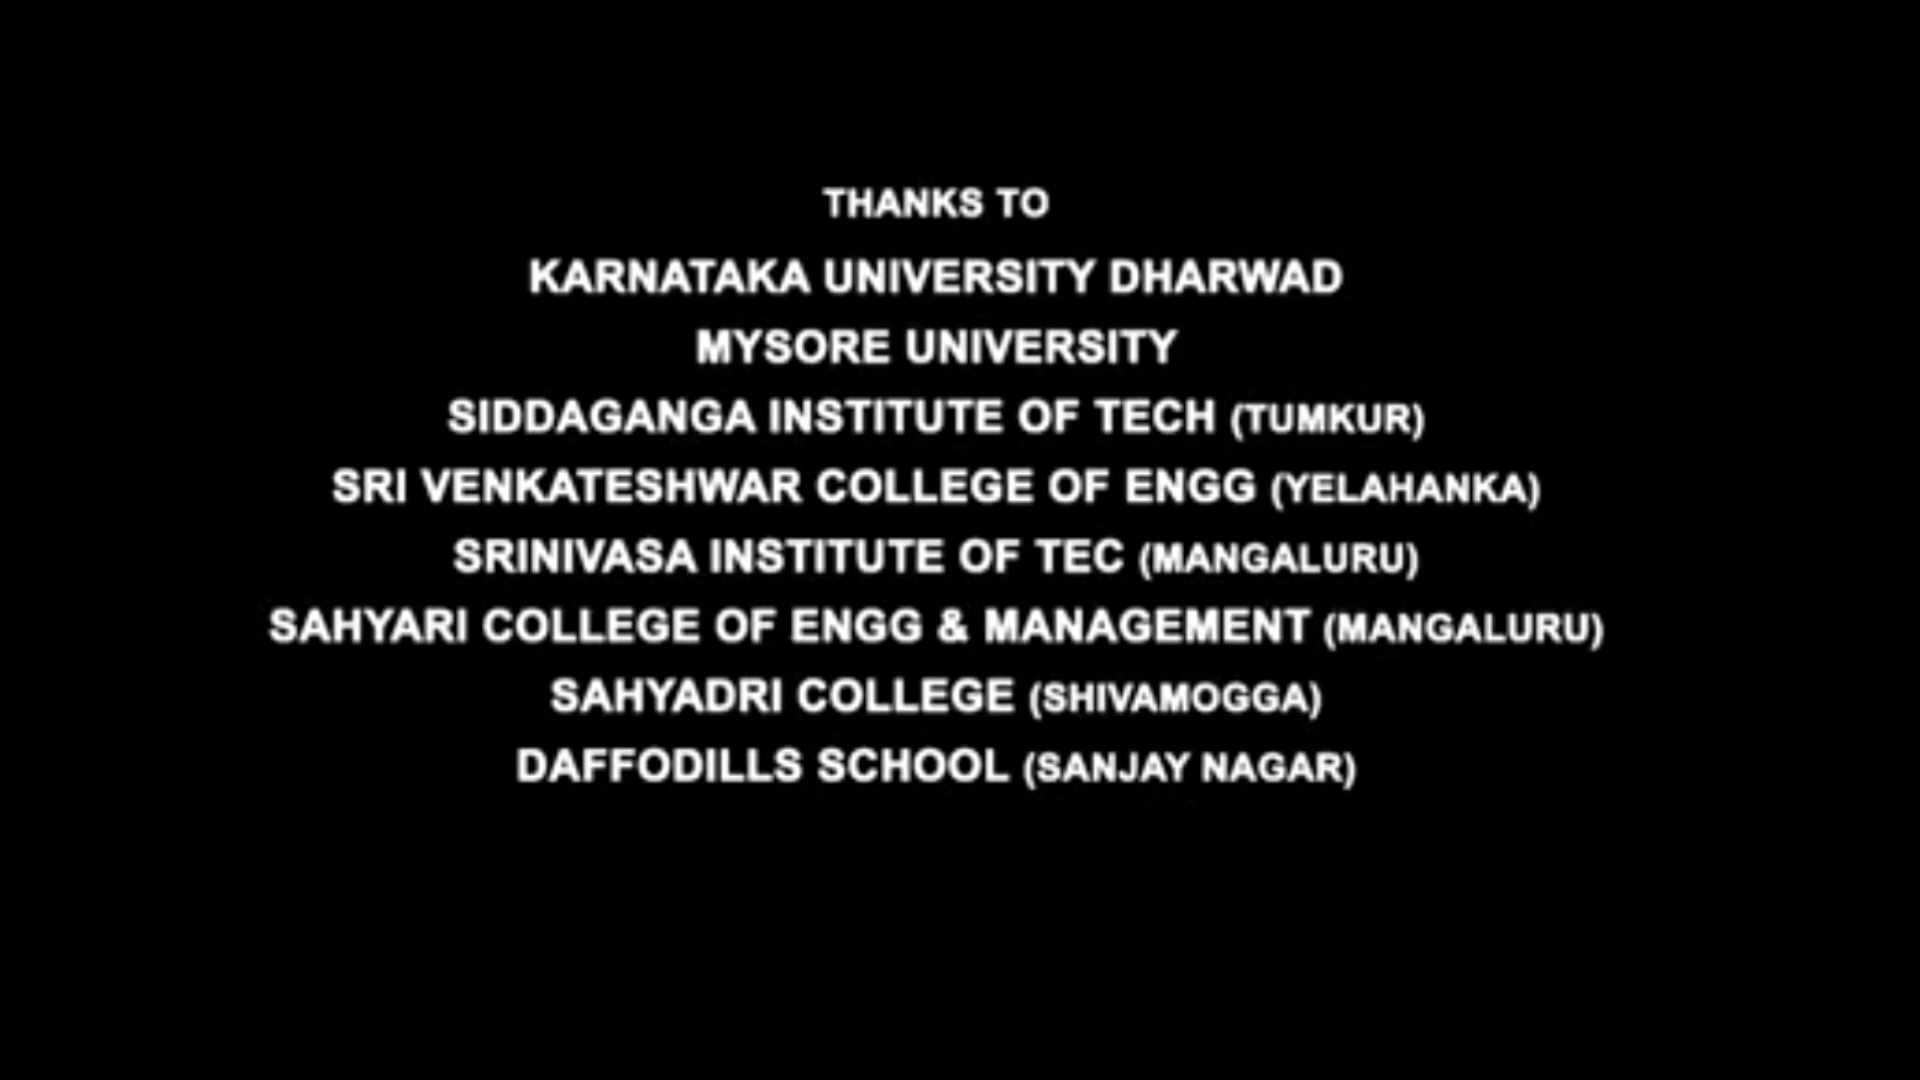 THANKS TO
KARNATAKA UNIVERSITY DHARWAD
MYSORE UNIVERSITY
SIDDAGANGA INSTITUTE OF TECH (TUMKUR)
SRI VENKATESHWAR COLLEGE OF ENGG (YELAHANKA)
SRINIVASA INSTITUTE OF TEC (MANGALURU)
SAHYARI COLLEGE OF ENGG & MANAGEMENT (MANGALURU)
SAHYADRI COLLEGE (SHIVAMOGGA)
DAFFODILLS SCHOOL (SANJAY NAGAR)